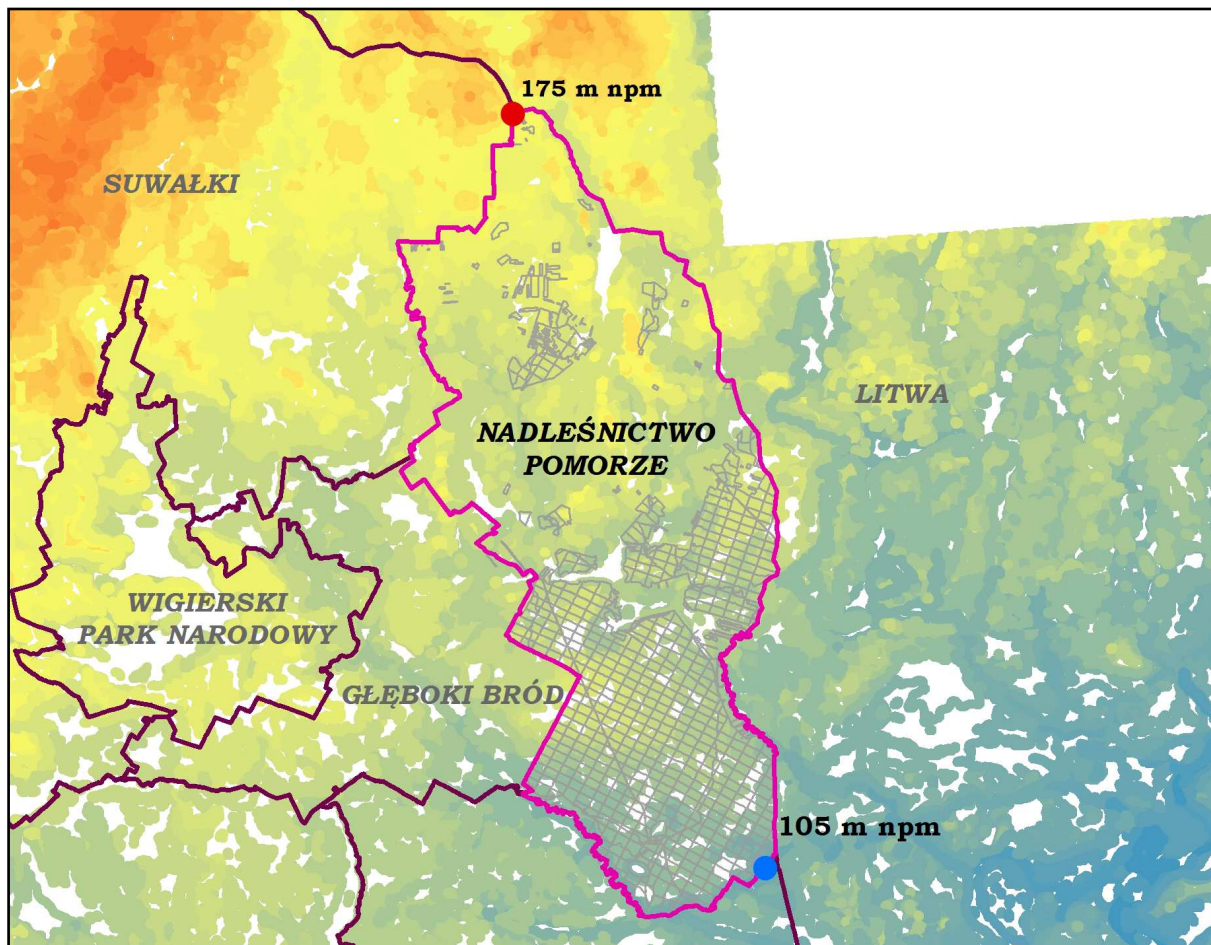 175 m npm
SUWAŁKI
LITWA
NADLEŚNICTWO
POMORZE
WIGIERSKI
PARK NARODOWY
GŁĘBOKI BRÓD
105 m npm